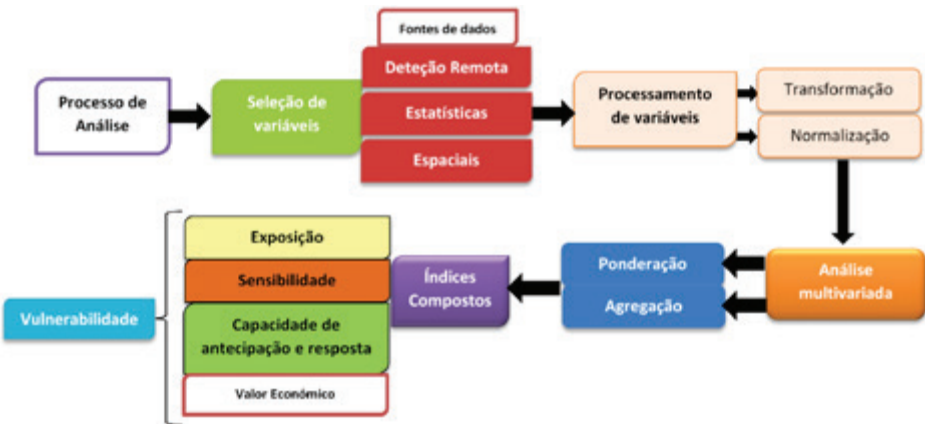 Fontes de dados
Deteção Remota
Estatísticas
Espaciais
Processo de
Análise
Seleção de
variáveis
Processamento
de variáveis
Transformação
Normalização
Análise
multivariada
Ponderação
Agregação
Índices
Compostos
Exposição
Sensibilidade
Capacidade de
antecipação e resposta
Valor Económico
Vulnerabilidade